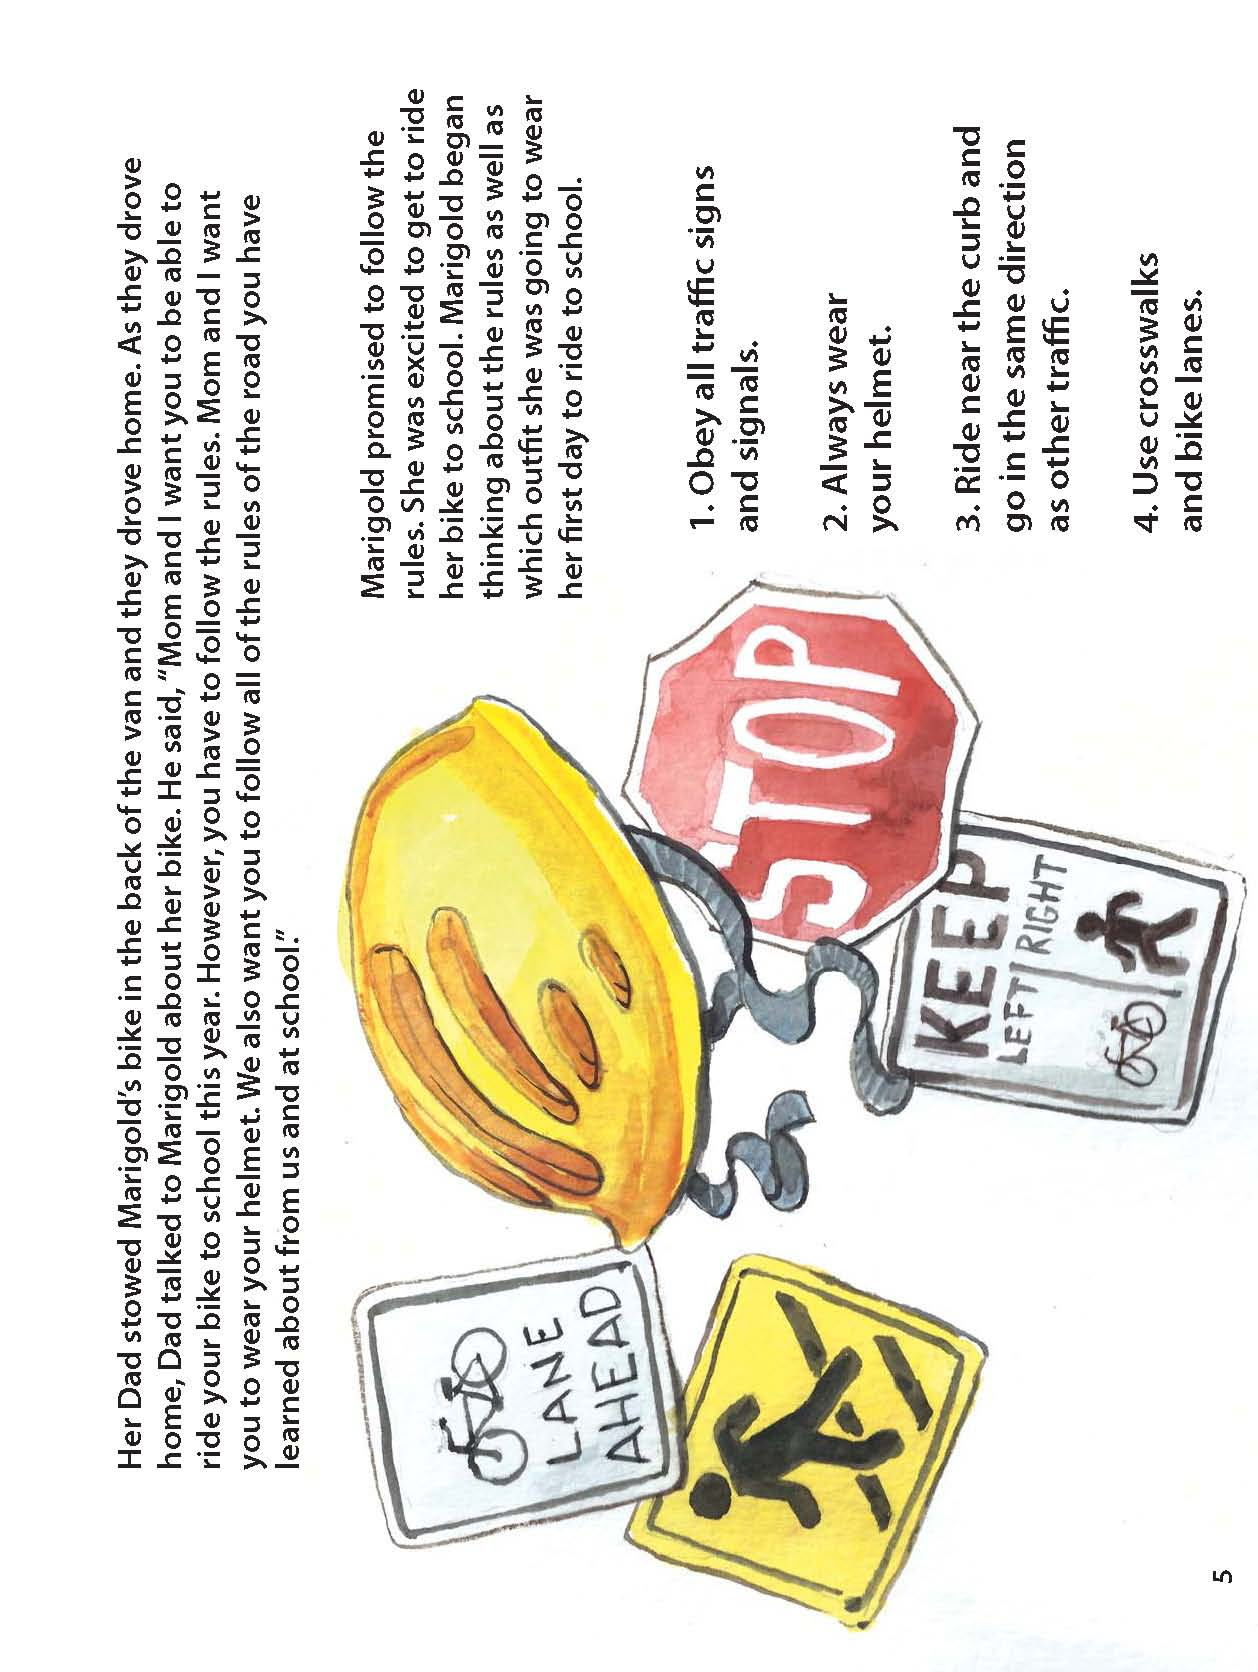 Her Dad stowed Marigold’s bike in the back of the van and they drove home. As they drove
home, Dad talked to Marigold about her bike. He said, “Mom and I want you to be able to
ride your bike to school this year. However, you have to follow the rules. Mom and I want
you to wear your helmet. We also want you to follow all of the rules of the road you have
learned about from us and at school.”
Marigold promised to follow the
rules. She was excited to get to ride
her bike to school. Marigold began
thinking about the rules as well as
which outfit she was going to wear
her first day to ride to school.
1. Obey all traffic signs
and signals.
2. Always wear
your helmet.
3. Ride near the curb and
go in the same direction
as other traffic.
4. Use crosswalks
and bike lanes.
LANE
AHEAD
STOP
KEEP
LEFT RIGHT
5